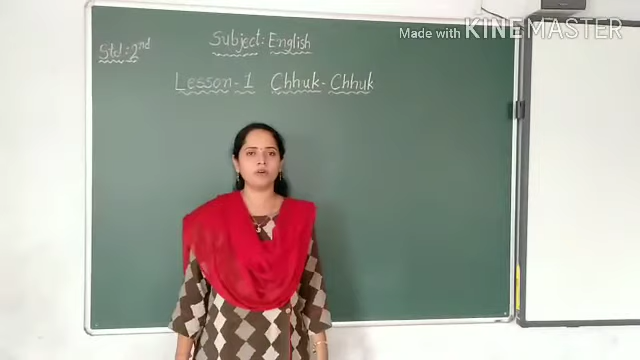 Made with KINEMASTER
Std : 2nd
Subject : English
Lesson - 1 Chhuk - Chhuk